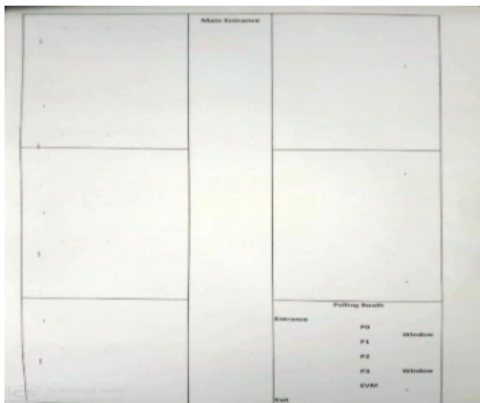 Main Entrance
Polling Booth
Entrance
P0
Window
P1
P2
P3 Window
EVM
Exit